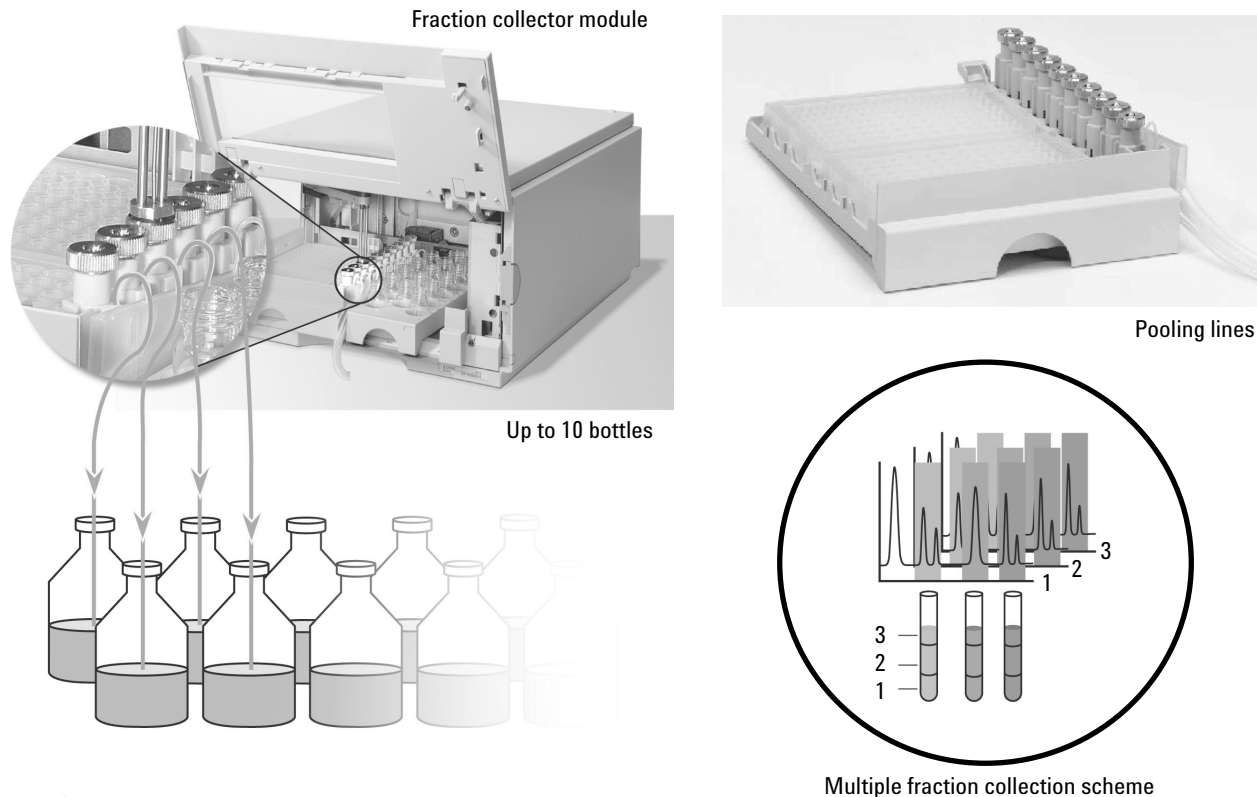 Fraction collector module
Pooling lines
Up to 10 bottles
3
2
1
3
2
1
Multiple fraction collection scheme